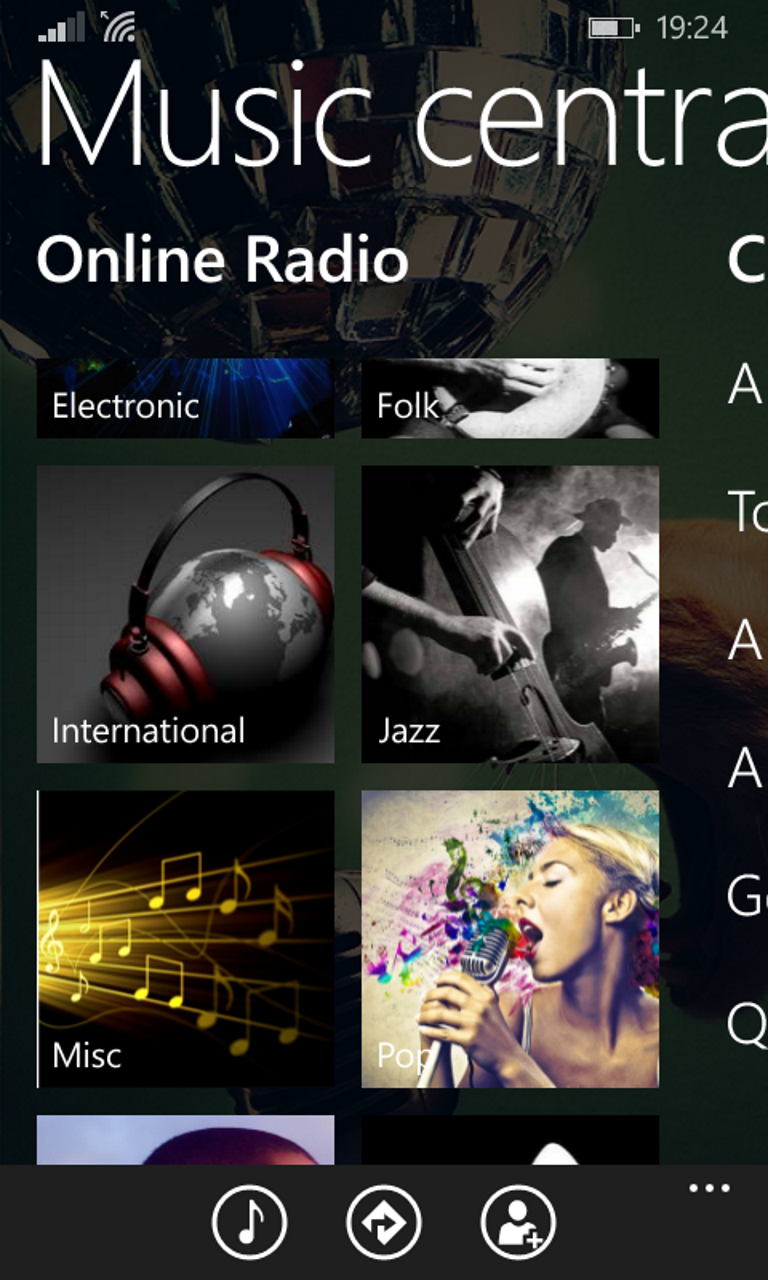 19:24
Music centra
Online Radio
C
Electronic
Folk
A
To
International
Jazz
A
A
Misc
Pop
Q